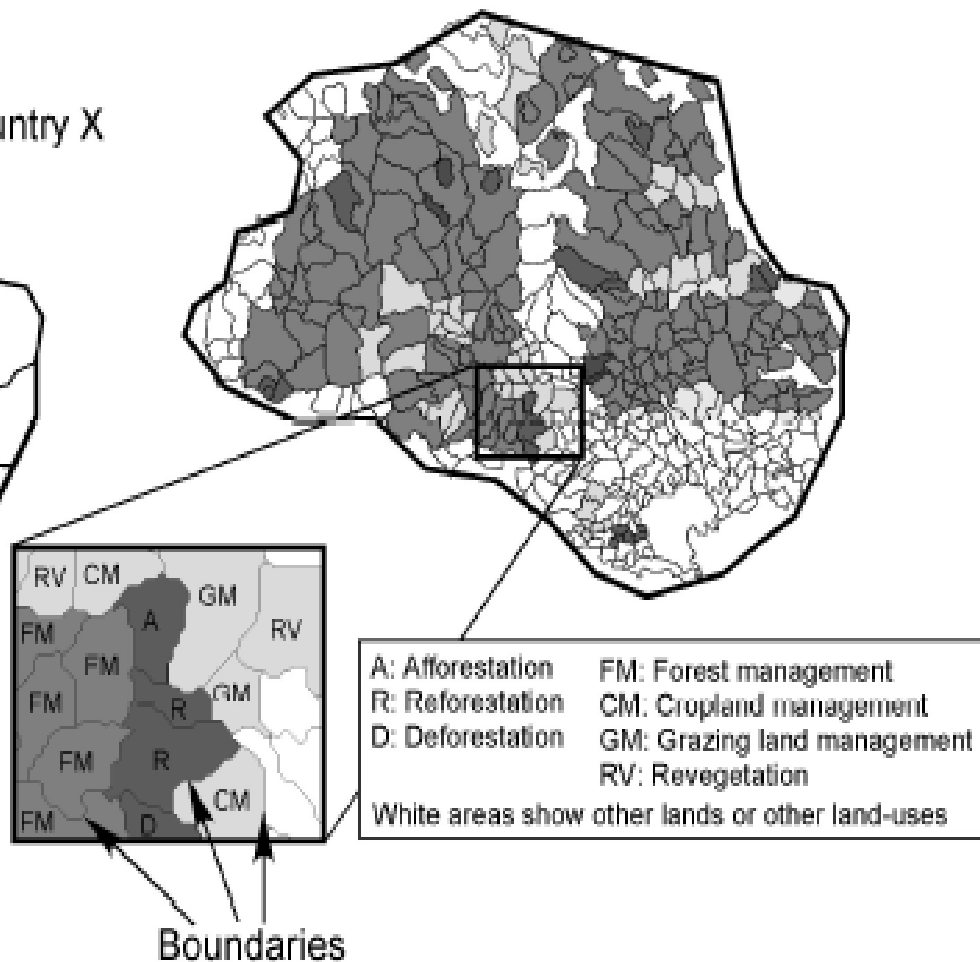 untry X
RV CM
GM
A
FM
RV
FM
FM
GM
R
FM
R
CM
FM
D
A: Afforestation
R: Reforestation
D: Deforestation
FM: Forest management
CM: Cropland management
GM: Grazing land management
RV: Revegetation
White areas show other lands or other land-uses
Boundaries